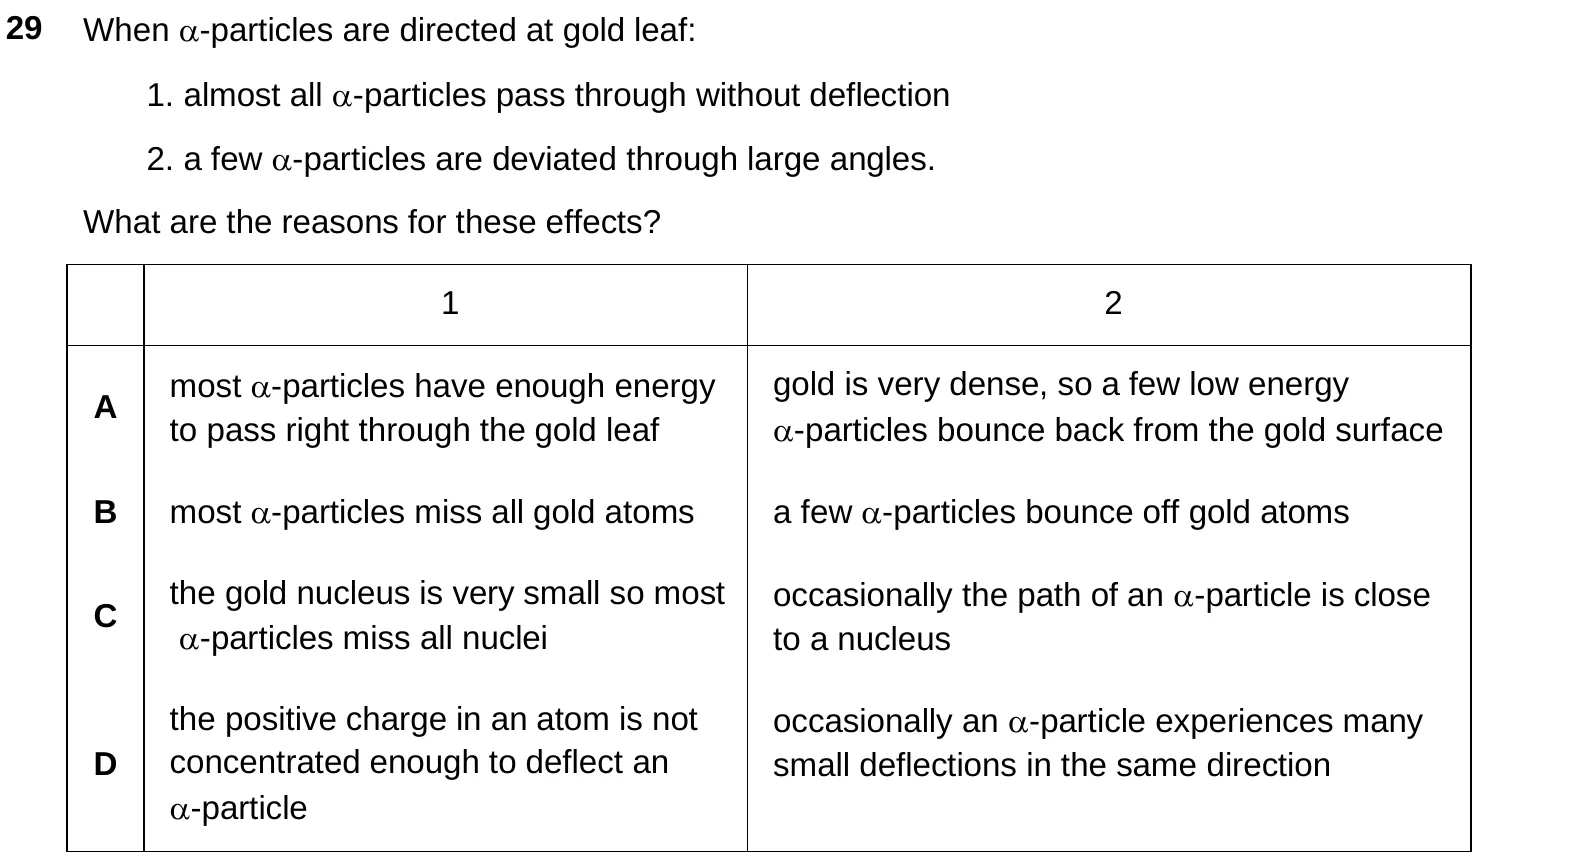 29 When α-particles are directed at gold leaf:
1. almost all α-particles pass through without deflection
2. a few α-particles are deviated through large angles.
What are the reasons for these effects?
1 2
A
most α-particles have enough energy
to pass right through the gold leaf
gold is very dense, so a few low energy
α-particles bounce back from the gold surface
B
most α-particles miss all gold atoms
a few α-particles bounce off gold atoms
C
the gold nucleus is very small so most
α-particles miss all nuclei
occasionally the path of an α-particle is close
to a nucleus
D
the positive charge in an atom is not
concentrated enough to deflect an
α-particle
occasionally an α-particle experiences many
small deflections in the same direction